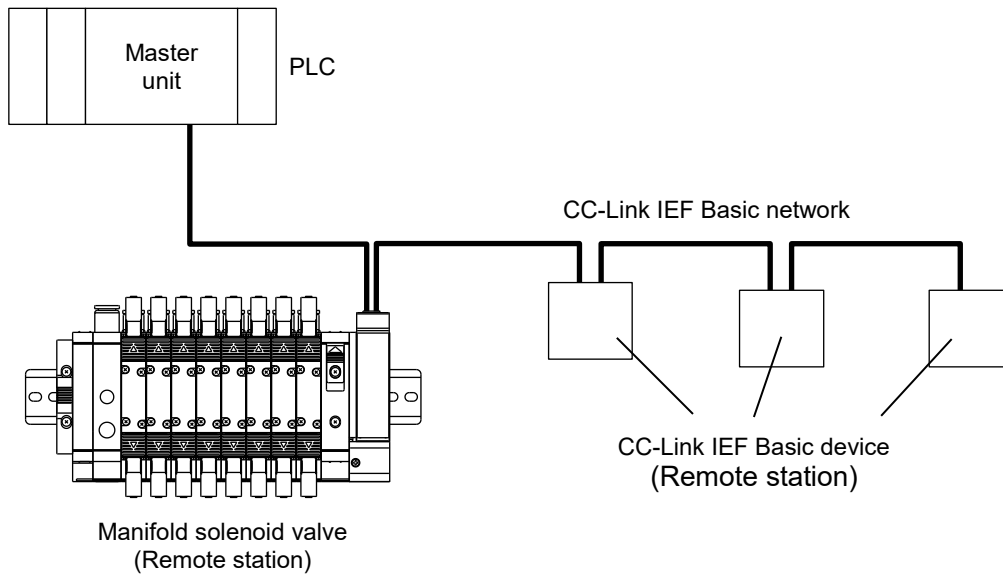 Master
unit
PLC
CC-Link IEF Basic network
CC-Link IEF Basic device
(Remote station)
Manifold solenoid valve
(Remote station)